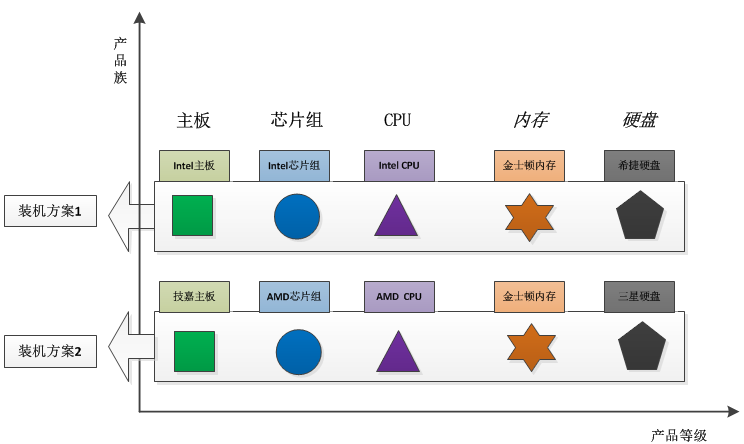 产品族
主板 芯片组 CPU 内存 硬盘
Intel主板 Intel芯片组 Intel CPU 金士顿内存 希捷硬盘
装机方案1
技嘉主板 AMD芯片组 AMD CPU 金士顿内存 三星硬盘
装机方案2
产品等级